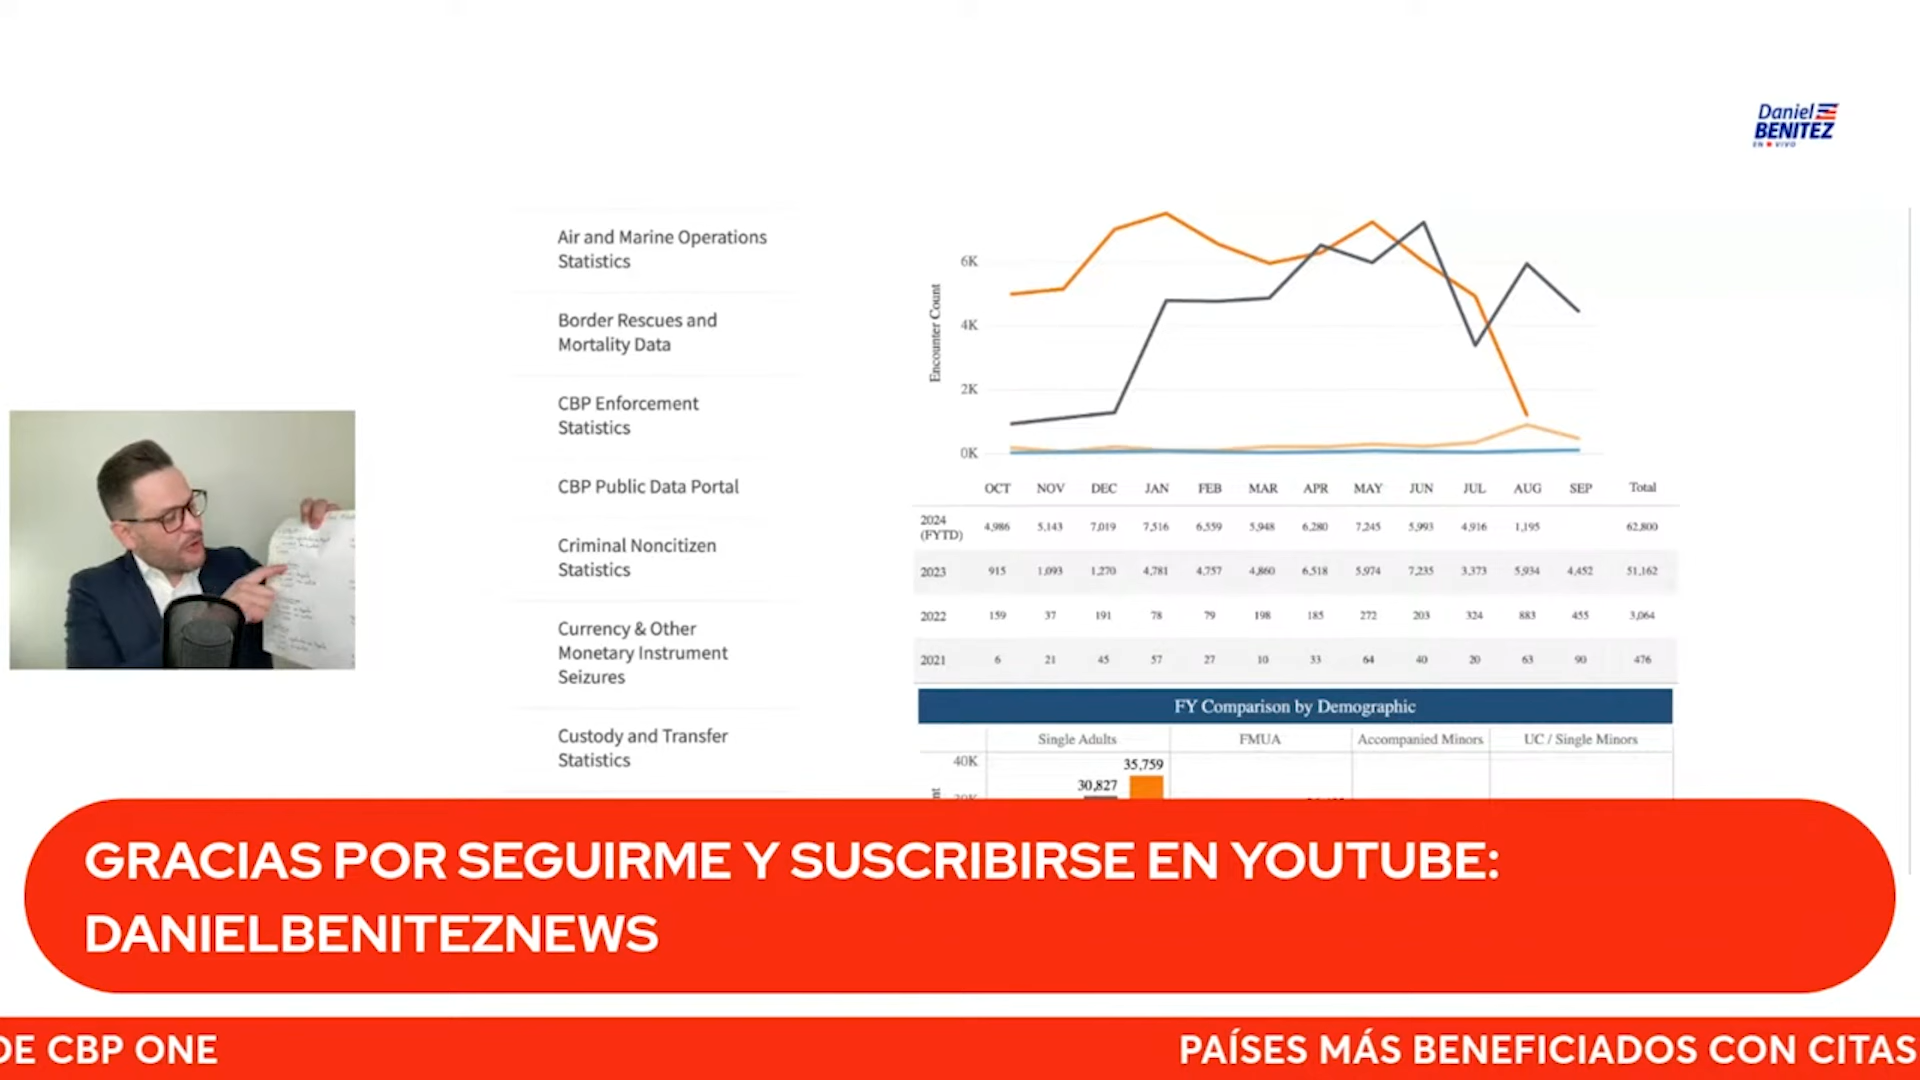 Daniel
BENITEZ
EN VIVO
Air and Marine Operations
Statistics
Border Rescues and
Mortality Data
CBP Enforcement
Statistics
CBP Public Data Portal
Criminal Noncitizen
Statistics
Currency & Other
Monetary Instrument
Seizures
Custody and Transfer
Statistics
Encounter Count
6K
4K
2K
0K
OCT NOV DEC JAN FEB MAR APR MAY JUN JUL AUG SEP Total
2024 (FYTD) 4,986 5,143 7,019 7,516 6,559 5,948 6,280 7,245 5,993 4,916 1,195 62,800
2023 915 1,093 1,270 4,781 4,757 4,860 6,518 5,974 7,235 3,373 5,934 4,452 51,162
2022 159 37 191 78 79 198 185 272 203 324 883 455 3,064
2021 6 21 45 57 27 10 33 64 40 20 63 90 476
FY Comparison by Demographic
Single Adults FMUA Accompanied Minors UC / Single Minors
40K
35,759
30,827
GRACIAS POR SEGUIRME Y SUSCRIBIRSE EN YOUTUBE:
DANIELBENITEZNEWS
DE CBP ONE PAÍSES MÁS BENEFICIADOS CON CITAS